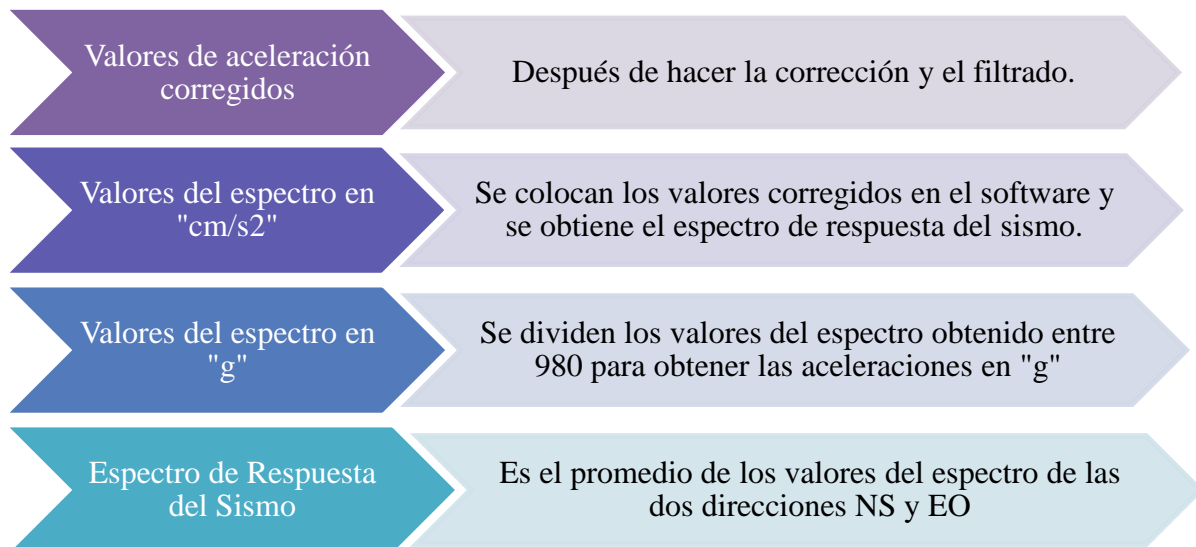 Valores de aceleración
corregidos
Después de hacer la corrección y el filtrado.
Valores del espectro en
"cm/s2"
Se colocan los valores corregidos en el software y
se obtiene el espectro de respuesta del sismo.
Valores del espectro en
"g"
Se dividen los valores del espectro obtenido entre
980 para obtener las aceleraciones en "g"
Espectro de Respuesta
del Sismo
Es el promedio de los valores del espectro de las
dos direcciones NS y EO